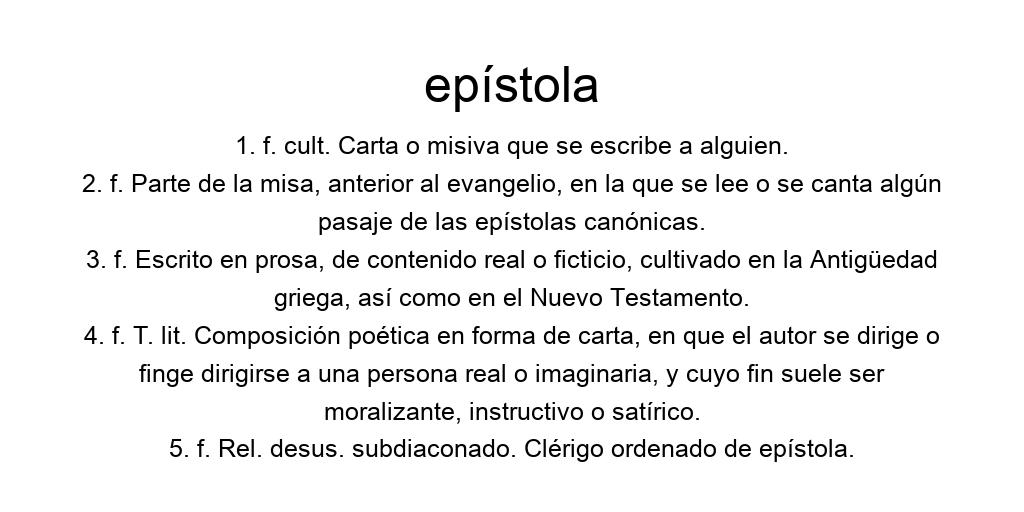 epístola
1. f. cult. Carta o misiva que se escribe a alguien.
2. f. Parte de la misa, anterior al evangelio, en la que se lee o se canta algún
pasaje de las epístolas canónicas.
3. f. Escrito en prosa, de contenido real o ficticio, cultivado en la Antigüedad
griega, así como en el Nuevo Testamento.
4. f. T. lit. Composición poética en forma de carta, en que el autor se dirige o
finge dirigirse a una persona real o imaginaria, y cuyo fin suele ser
moralizante, instructivo o satírico.
5. f. Rel. desus. subdiaconado. Clérigo ordenado de epístola.